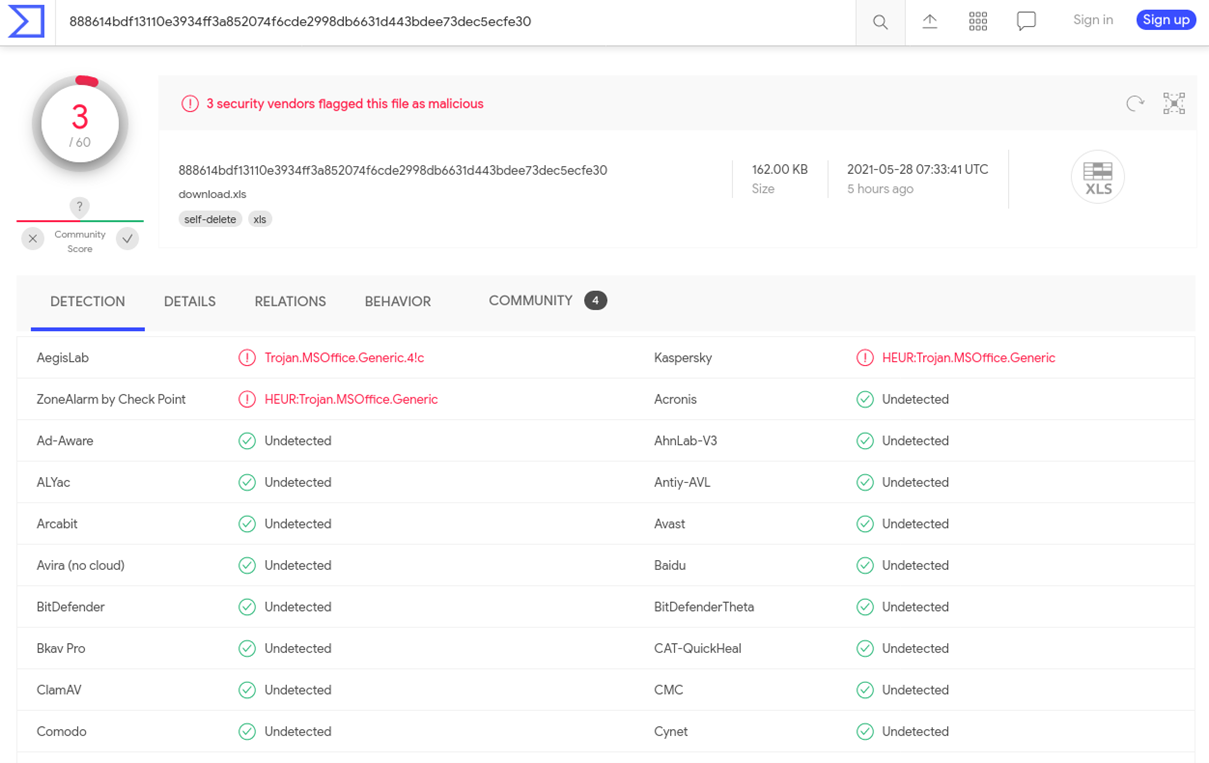 888614bdf13110e3934ff3a852074f6cde2998db6631d443bdee73dec5ecfe30
Sign in
Sign up
3
/ 60
?
Community
Score
3 security vendors flagged this file as malicious
888614bdf13110e3934ff3a852074f6cde2998db6631d443bdee73dec5ecfe30
download.xls
self-delete
xls
162.00 KB
Size
2021-05-28 07:33:41 UTC
5 hours ago
XLS
DETECTION
DETAILS
RELATIONS
BEHAVIOR
COMMUNITY 4
AegisLab Trojan.MSOffice.Generic.4!c Kaspersky HEUR:Trojan.MSOffice.Generic
ZoneAlarm by Check Point HEUR:Trojan.MSOffice.Generic Acronis Undetected
Ad-Aware Undetected AhnLab-V3 Undetected
ALYac Undetected Antiy-AVL Undetected
Arcabit Undetected Avast Undetected
Avira (no cloud) Undetected Baidu Undetected
BitDefender Undetected BitDefenderTheta Undetected
Bkav Pro Undetected CAT-QuickHeal Undetected
ClamAV Undetected CMC Undetected
Comodo Undetected Cynet Undetected